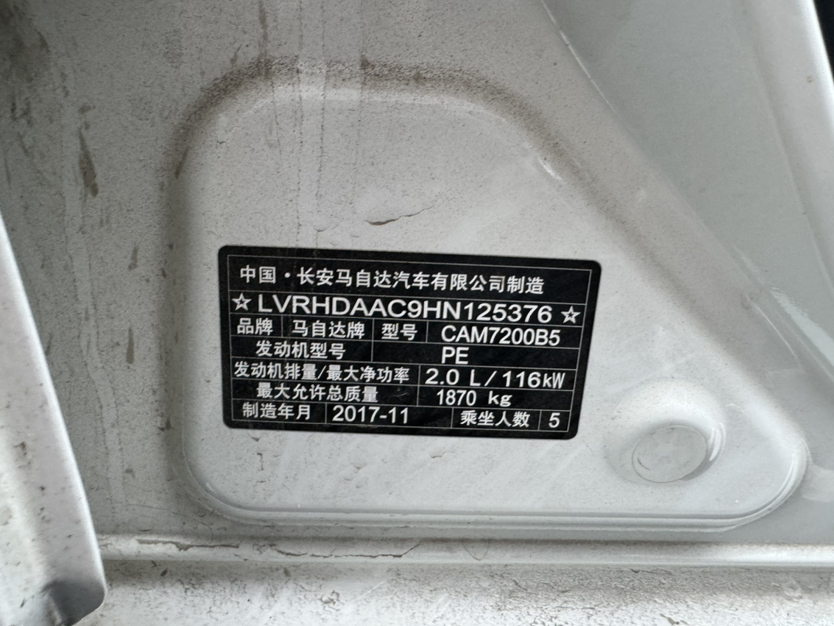 中国·长安马自达汽车有限公司制造
☆LVRHDAAC9HN125376☆
品牌 马自达牌 型号 CAM7200B5
发动机型号 PE
发动机排量/最大净功率 2.0 L/116kW
最大允许总质量 1870 kg
制造年月 2017-11 乘坐人数 5